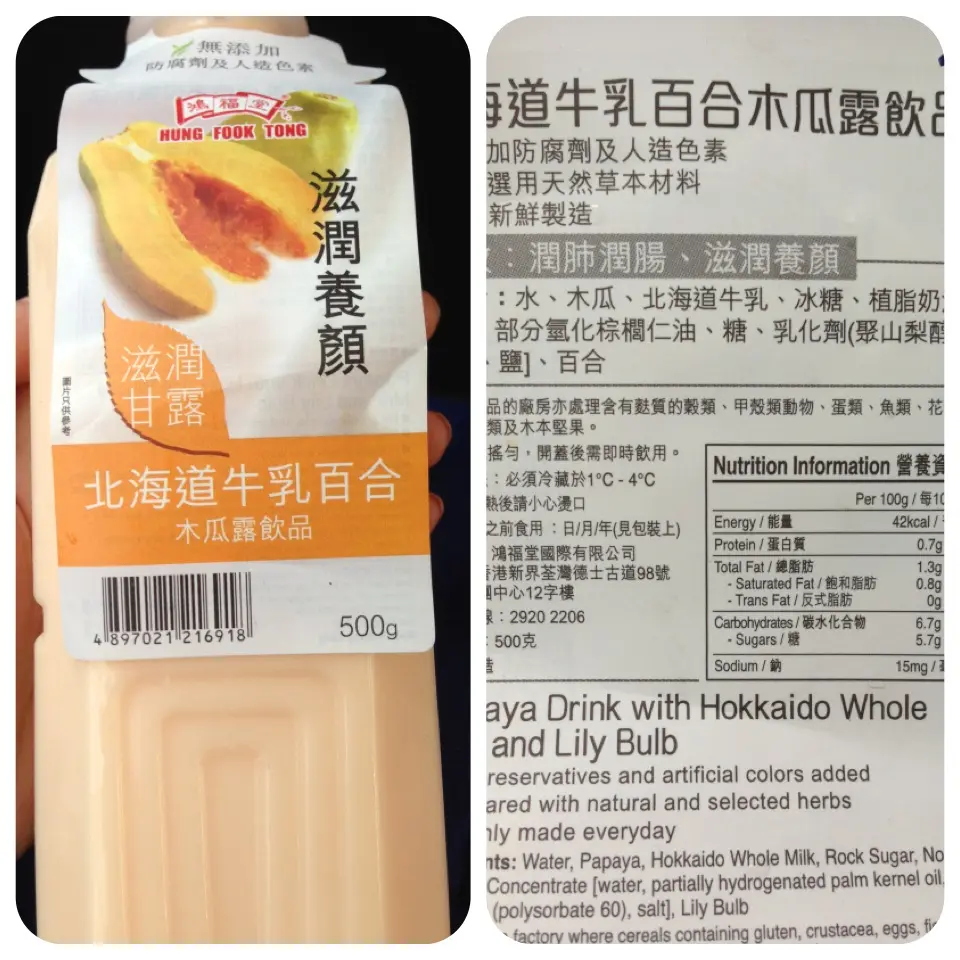 無添加
防腐劑及人造色素
鴻福堂
HUNG FOOK TONG
滋潤養顏
滋潤
甘露
圖片只供參考
北海道牛乳百合
木瓜露飲品
4 897021 216918
500g
海道牛乳百合木瓜露飲品
加防腐劑及人造色素
選用天然草本材料
新鮮製造
：潤肺潤腸、滋潤養顏
：水、木瓜、北海道牛乳、冰糖、植脂奶
部分氫化棕櫚仁油、糖、乳化劑(聚山梨醇
、鹽]、百合
品的廠房亦處理含有麩質的穀類、甲殼類動物、蛋類、魚類、花
類及木本堅果。
搖勻，開蓋後需即時飲用。
：必須冷藏於1°C - 4°C
熱後請小心燙口
之前食用：日/月/年(見包裝上)
鴻福堂國際有限公司
香港新界荃灣德士古道98號
中心12字樓
：2920 2206
：500克
造
Nutrition Information 營養資
Per 100g / 每10
Energy / 能量 42kcal /
Protein / 蛋白質 0.7g
Total Fat / 總脂肪 1.3g
- Saturated Fat / 飽和脂肪 0.8g
- Trans Fat / 反式脂肪 0g
Carbohydrates / 碳水化合物 6.7g
- Sugars / 糖 5.7g
Sodium / 鈉 15mg /
aya Drink with Hokkaido Whole
and Lily Bulb
reservatives and artificial colors added
ared with natural and selected herbs
nly made everyday
nts: Water, Papaya, Hokkaido Whole Milk, Rock Sugar, No
Concentrate [water, partially hydrogenated palm kernel oil,
(polysorbate 60), salt], Lily Bulb
factory where cereals containing gluten, crustacea, eggs, fi